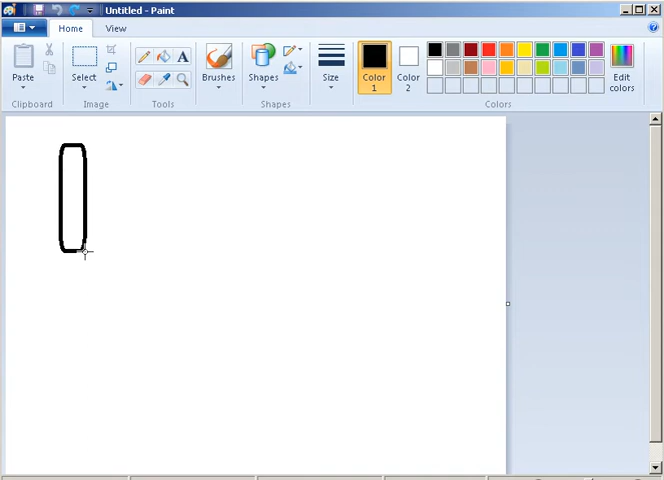 Untitled - Paint
Home View
Paste Select Brushes Shapes Size Color 1 Color 2 Edit colors
Clipboard Image Tools Shapes Colors